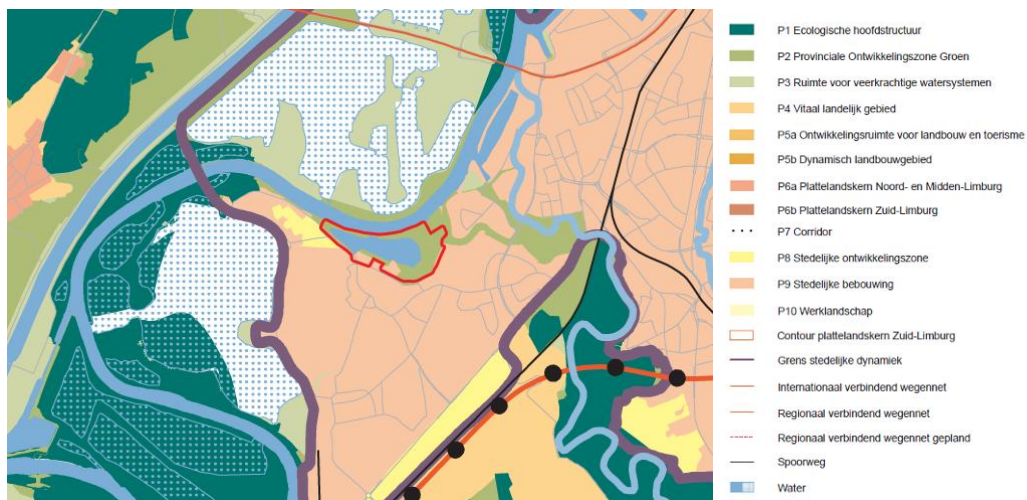 P1 Ecologische hoofdstructuur
P2 Provinciale Ontwikkelingszone Groen
P3 Ruimte voor veerkrachtige watersystemen
P4 Vitaal landelijk gebied
P5a Ontwikkelingsruimte voor landbouw en toerisme
P5b Dynamisch landbouwgebied
P6a Plattelandskern Noord- en Midden-Limburg
P6b Plattelandskern Zuid-Limburg
P7 Corridor
P8 Stedelijke ontwikkelingszone
P9 Stedelijke bebouwing
P10 Werklandschap
Contour plattelandskern Zuid-Limburg
Grens stedelijke dynamiek
Internationaal verbindend wegennet
Regionaal verbindend wegennet
Regionaal verbindend wegennet gepland
Spoorweg
Water